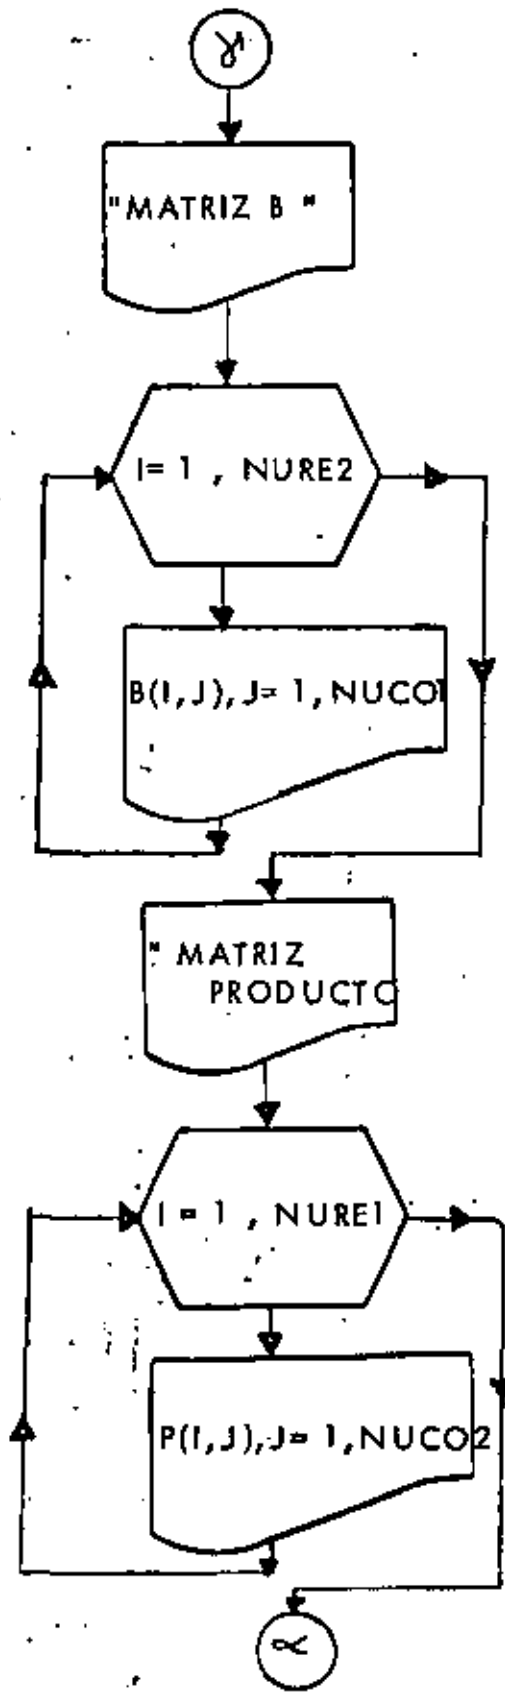 γ
"MATRIZ B "
I= 1 , NURE2
B(I,J),J= 1,NUCO1
" MATRIZ
PRODUCTO
I = 1 , NURE1
P(I,J),J= 1,NUCO2
α